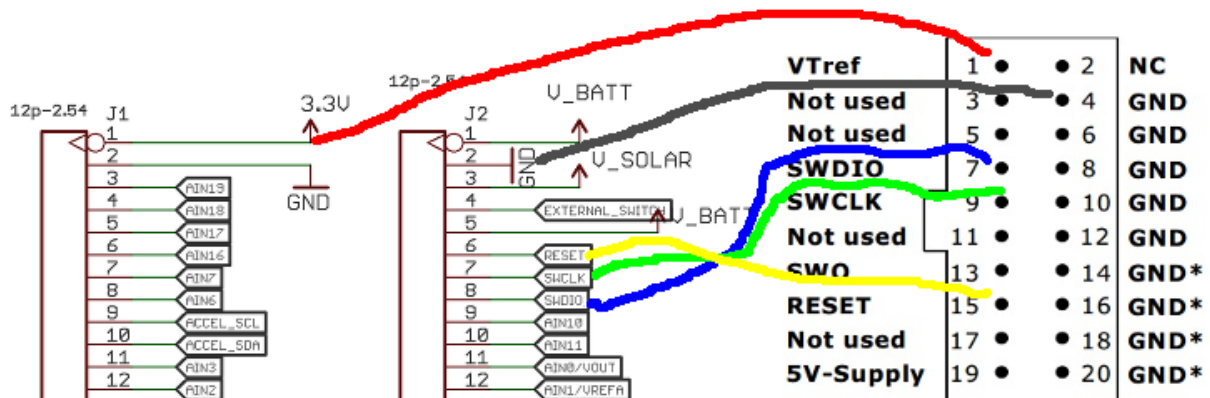 12p-2.54
J1
3.3V
1
2
GND
3 AIN19
4 AIN18
5 AIN17
6 AIN16
7 AIN7
8 AIN6
9 ACCEL_SCL
10 ACCEL_SDA
11 AIN3
12 AIN2
J2
V_BATT
1
2 GND
V_SOLAR
3
4 EXTERNAL_SWITCH
5 V_BATT
6 RESET
7 SWCLK
8 SWDIO
9 AIN10
10 AIN11
11 AIN0/VOUT
12 AIN1/VREFA
VTref 1 2 NC
Not used 3 4 GND
Not used 5 6 GND
SWDIO 7 8 GND
SWCLK 9 10 GND
Not used 11 12 GND
SWO 13 14 GND*
RESET 15 16 GND*
Not used 17 18 GND*
5V-Supply 19 20 GND*